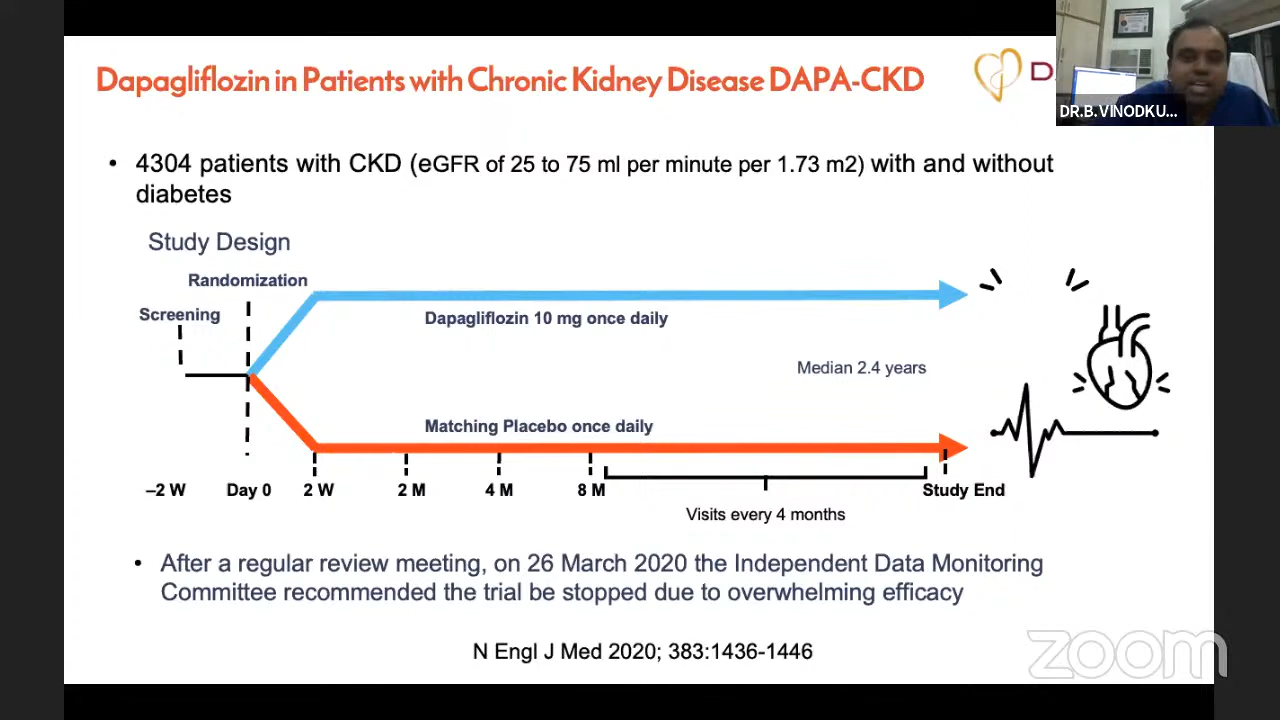 Dapagliflozin in Patients with Chronic Kidney Disease DAPA-CKD
DR.B.VINODKU...
• 4304 patients with CKD (eGFR of 25 to 75 ml per minute per 1.73 m2) with and without
diabetes
Study Design
Randomization
Screening
Dapagliflozin 10 mg once daily
Median 2.4 years
Matching Placebo once daily
–2 W Day 0 2 W 2 M 4 M 8 M Study End
Visits every 4 months
• After a regular review meeting, on 26 March 2020 the Independent Data Monitoring
Committee recommended the trial be stopped due to overwhelming efficacy
N Engl J Med 2020; 383:1436-1446
zoom